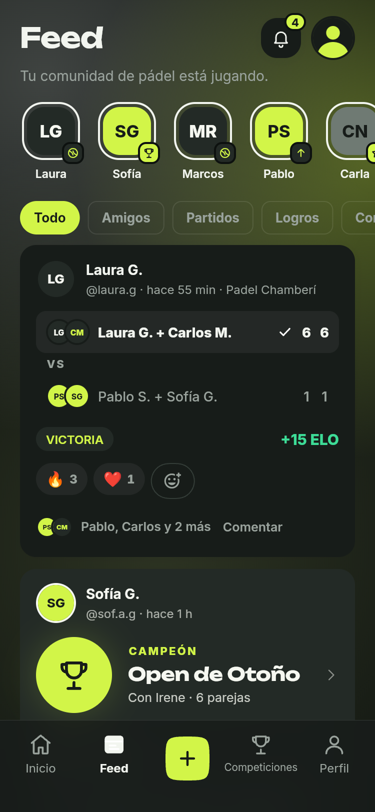 Feed
4
Tu comunidad de pádel está jugando.
LG SG MR PS CN
Laura Sofía Marcos Pablo Carla
Todo Amigos Partidos Logros
LG
Laura G.
@laura.g · hace 55 min · Padel Chamberí
LG CM Laura G. + Carlos M. 6 6
VS
PS SG Pablo S. + Sofía G. 1 1
VICTORIA +15 ELO
🔥 3 ❤️ 1
PS CM Pablo, Carlos y 2 más Comentar
SG
Sofía G.
@sof.a.g · hace 1 h
CAMPEÓN
Open de Otoño
Con Irene · 6 parejas
Inicio Feed + Competiciones Perfil